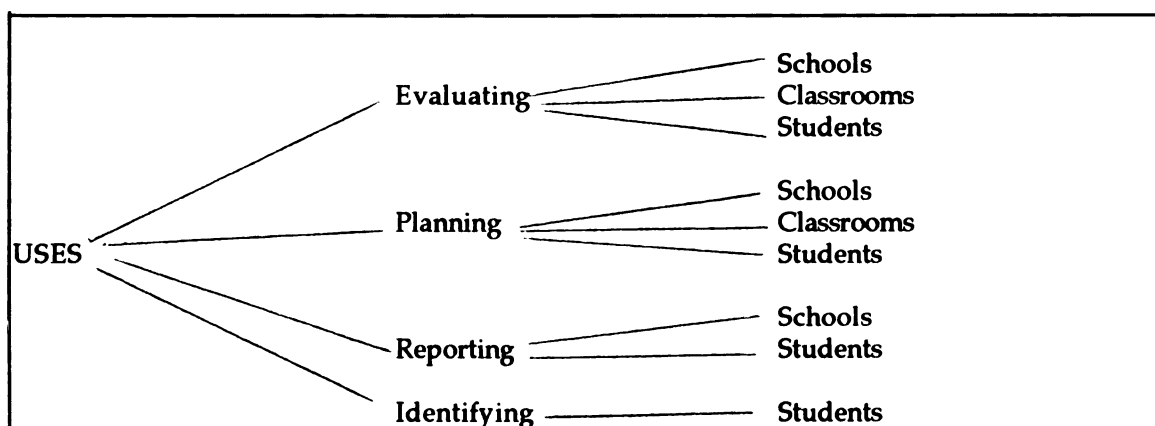 Schools
Evaluating Classrooms
Students
Schools
Planning Classrooms
USES Students
Schools
Reporting Students
Identifying Students